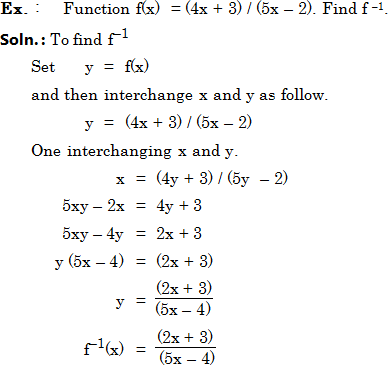 Ex. :   Function f(x) = (4x + 3) / (5x – 2). Find f⁻¹.
Soln.: To find f⁻¹
Set   y = f(x)
and then interchange x and y as follow.
y = (4x + 3) / (5x – 2)
One interchanging x and y.
x = (4y + 3) / (5y – 2)
5xy – 2x = 4y + 3
5xy – 4y = 2x + 3
y (5x – 4) = (2x + 3)
y = (2x + 3) / (5x – 4)
f⁻¹(x) = (2x + 3) / (5x – 4)